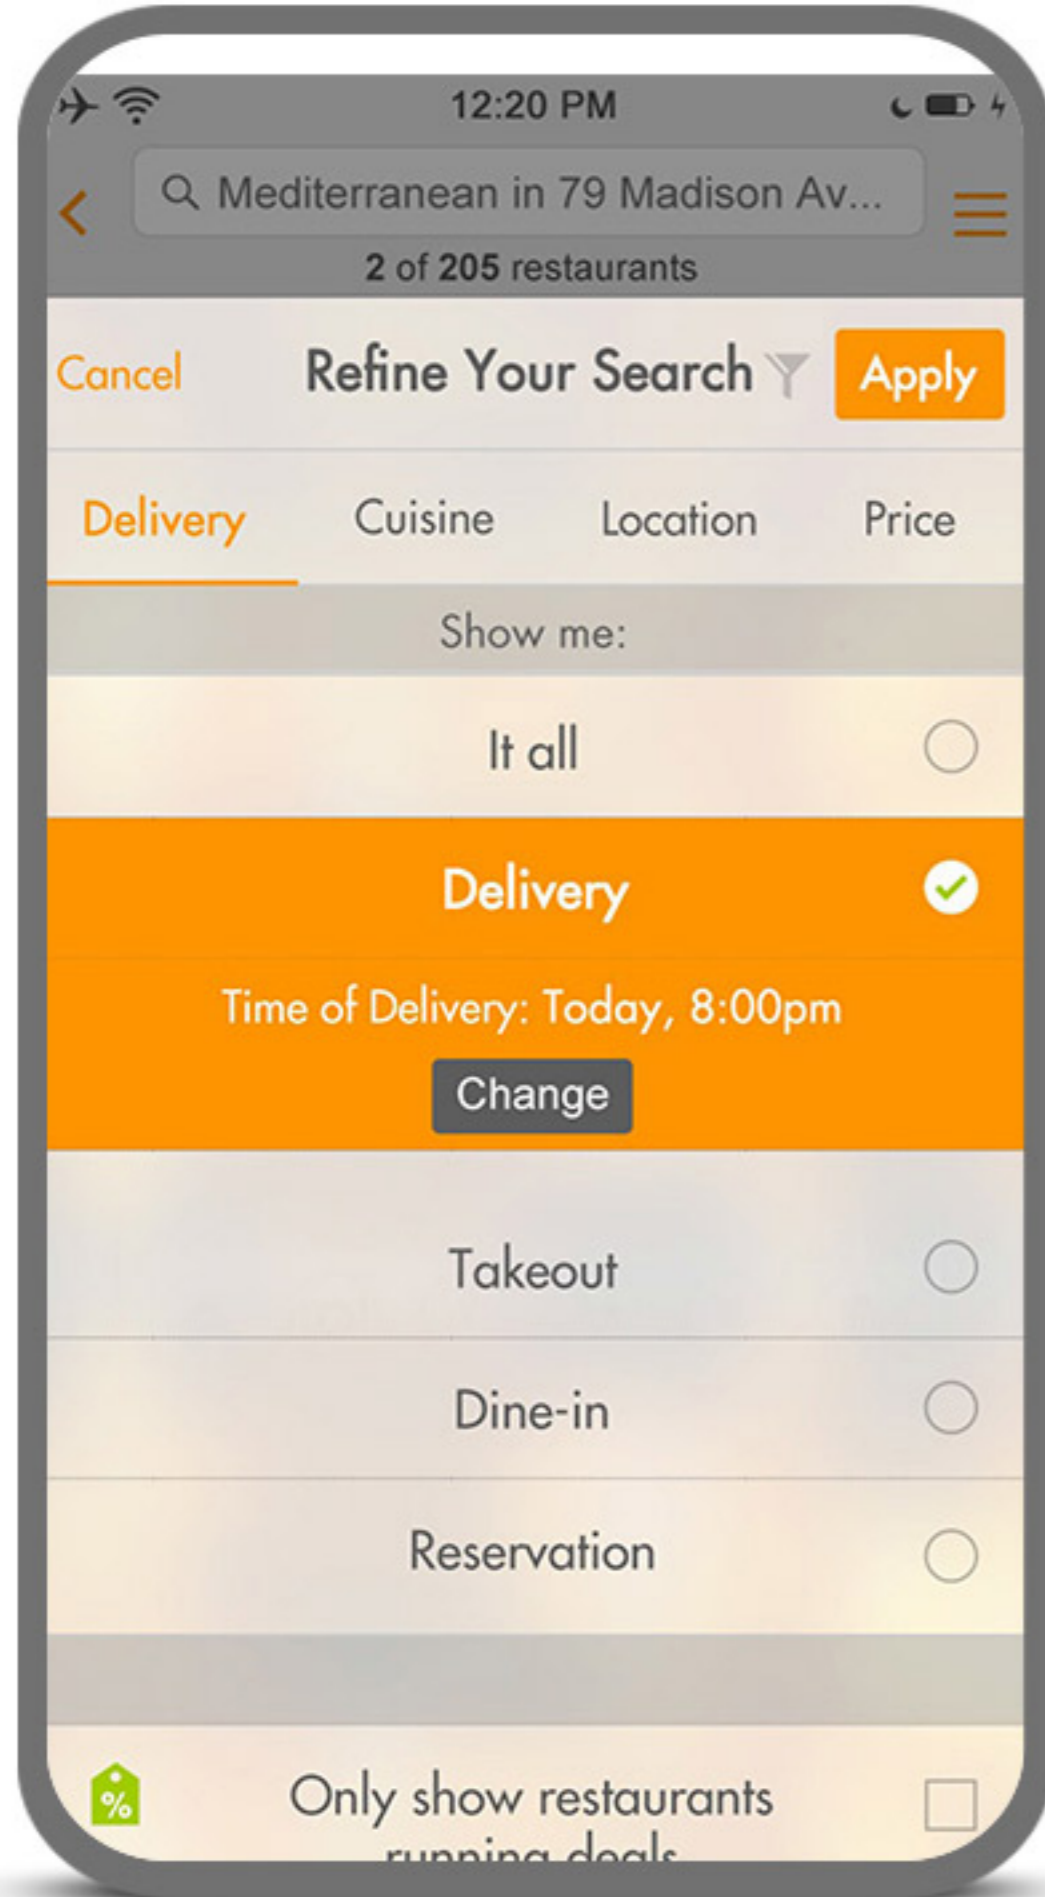 12:20 PM
Mediterranean in 79 Madison Av...
2 of 205 restaurants
Cancel
Refine Your Search
Apply
Delivery
Cuisine
Location
Price
Show me:
It all
Delivery
Time of Delivery: Today, 8:00pm
Change
Takeout
Dine-in
Reservation
%
Only show restaurants
running deals